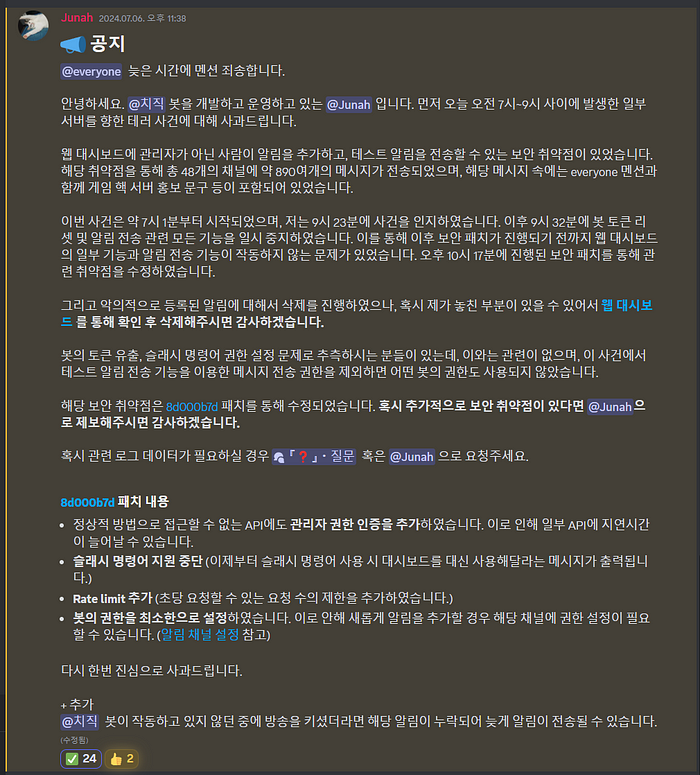 Junah 2024.07.06. 오후 11:38
📢 공지
@everyone 늦은 시간에 멘션 죄송합니다.
안녕하세요. @치직 봇을 개발하고 운영하고 있는 @Junah 입니다. 먼저 오늘 오전 7시~9시 사이에 발생한 일부
서버를 향한 테러 사건에 대해 사과드립니다.
웹 대시보드에 관리자가 아닌 사람이 알림을 추가하고, 테스트 알림을 전송할 수 있는 보안 취약점이 있었습니다.
해당 취약점을 통해 총 48개의 채널에 약 890여개의 메시지가 전송되었으며, 해당 메시지 속에는 everyone 멘션과
함께 게임 핵 서버 홍보 문구 등이 포함되어 있었습니다.
이번 사건은 약 7시 1분부터 시작되었으며, 저는 9시 23분에 사건을 인지하였습니다. 이후 9시 32분에 봇 토큰 리
셋 및 알림 전송 관련 모든 기능을 일시 중지하였습니다. 이를 통해 이후 보안 패치가 진행되기 전까지 웹 대시보드
의 일부 기능과 알림 전송 기능이 작동하지 않는 문제가 있었습니다. 오후 10시 17분에 진행된 보안 패치를 통해 관
련 취약점을 수정하였습니다.
그리고 악의적으로 등록된 알림에 대해서 삭제를 진행하였으나, 혹시 제가 놓친 부분이 있을 수 있어서 웹 대시보
드 를 통해 확인 후 삭제해주시면 감사하겠습니다.
봇의 토큰 유출, 슬래시 명령어 권한 설정 문제로 추측하시는 분들이 있는데, 이와는 관련이 없으며, 이 사건에서
테스트 알림 전송 기능을 이용한 메시지 전송 권한을 제외하면 어떤 봇의 권한도 사용되지 않았습니다.
해당 보안 취약점은 8d000b7d 패치를 통해 수정되었습니다. 혹시 추가적으로 보안 취약점이 있다면 @Junah으
로 제보해주시면 감사하겠습니다.
혹시 관련 로그 데이터가 필요하실 경우 「❓」・질문 혹은 @Junah 으로 요청주세요.
8d000b7d 패치 내용
• 정상적 방법으로 접근할 수 없는 API에도 관리자 권한 인증을 추가하였습니다. 이로 인해 일부 API에 지연시간
이 늘어날 수 있습니다.
• 슬래시 명령어 지원 중단 (이제부터 슬래시 명령어 사용 시 대시보드를 대신 사용해달라는 메시지가 출력됩니
다.)
• Rate limit 추가 (초당 요청할 수 있는 요청 수의 제한을 추가하였습니다.)
• 봇의 권한을 최소한으로 설정하였습니다. 이로 안해 새롭게 알림을 추가할 경우 해당 채널에 권한 설정이 필요
할 수 있습니다. (알림 채널 설정 참고)
다시 한번 진심으로 사과드립니다.
+ 추가
@치직 봇이 작동하고 있지 않던 중에 방송을 키셨더라면 해당 알림이 누락되어 늦게 알림이 전송될 수 있습니다.
(수정됨)
✅ 24 👍 2